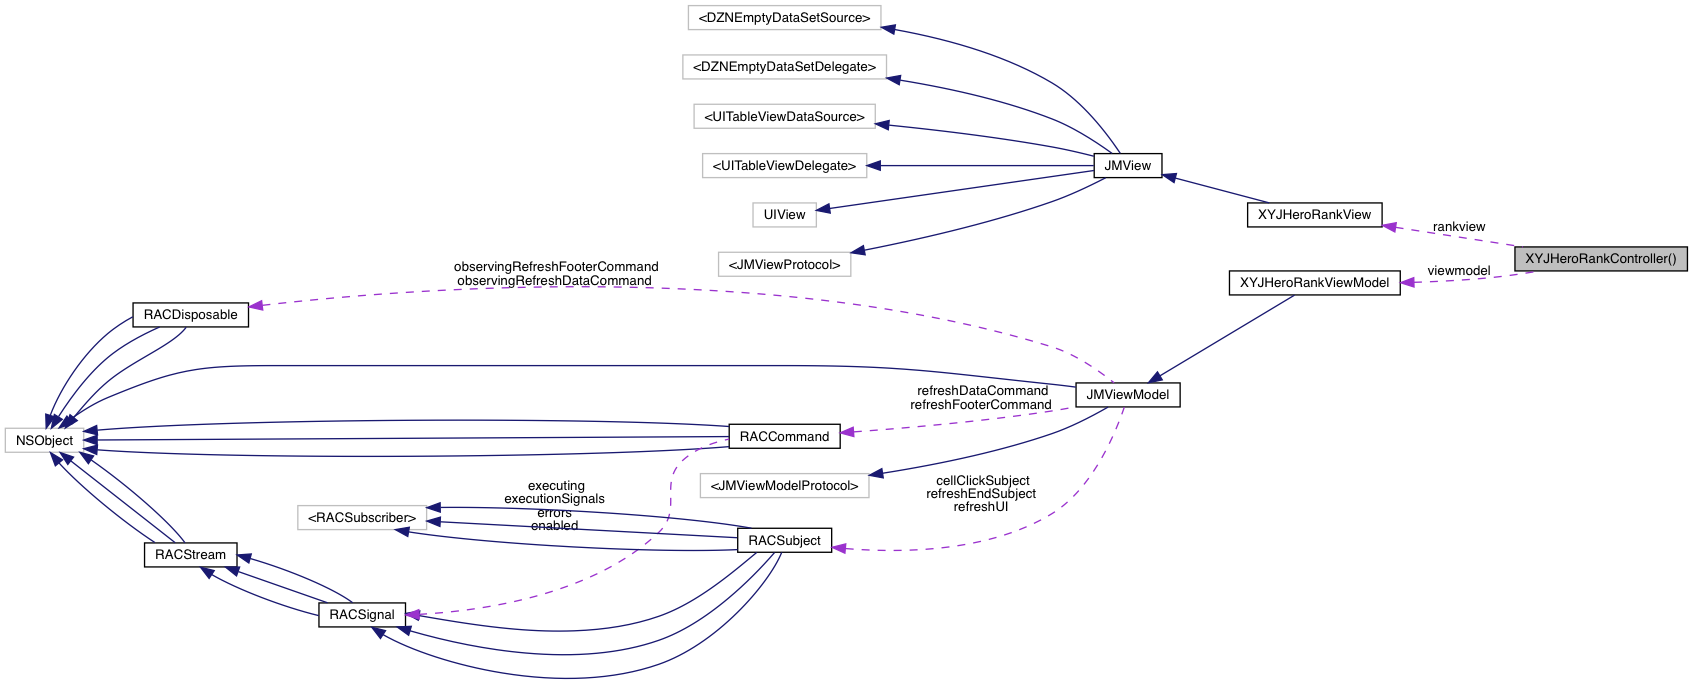 <DZNEmptyDataSetSource>
<DZNEmptyDataSetDelegate>
<UITableViewDataSource>
<UITableViewDelegate>
JMView
UIView
XYJHeroRankView
rankview
<JMViewProtocol>
XYJHeroRankController()
viewmodel
observingRefreshFooterCommand
observingRefreshDataCommand
XYJHeroRankViewModel
RACDisposable
refreshDataCommand
refreshFooterCommand
JMViewModel
NSObject
RACCommand
<JMViewModelProtocol>
cellClickSubject
refreshEndSubject
refreshUI
executing
executionSignals
errors
enabled
<RACSubscriber>
RACSubject
RACStream
RACSignal